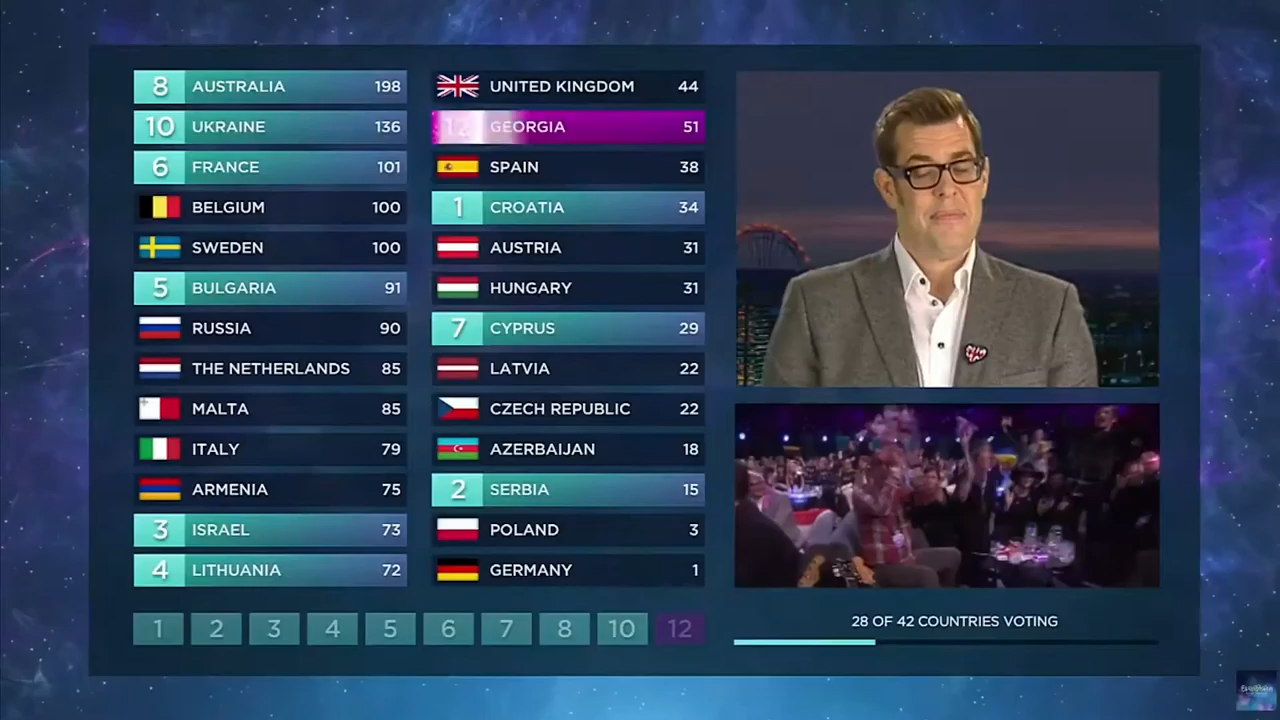 8 AUSTRALIA 198
10 UKRAINE 136
6 FRANCE 101
BELGIUM 100
SWEDEN 100
5 BULGARIA 91
RUSSIA 90
THE NETHERLANDS 85
MALTA 85
ITALY 79
ARMENIA 75
3 ISRAEL 73
4 LITHUANIA 72
UNITED KINGDOM 44
12 GEORGIA 51
SPAIN 38
1 CROATIA 34
AUSTRIA 31
HUNGARY 31
7 CYPRUS 29
LATVIA 22
CZECH REPUBLIC 22
AZERBAIJAN 18
2 SERBIA 15
POLAND 3
GERMANY 1
1 2 3 4 5 6 7 8 10 12
28 OF 42 COUNTRIES VOTING